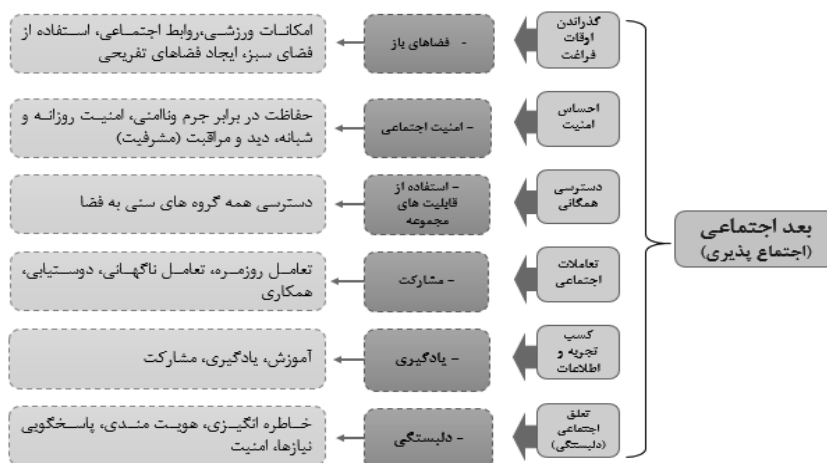 بعد اجتماعی
(اجتماع پذیری)
گذراندن
اوقات
فراغت
- فضاهای باز
امکانات ورزشی،روابط اجتماعی، استفاده از
فضای سبز، ایجاد فضاهای تفریحی
احساس
امنیت
- امنیت اجتماعی
حفاظت در برابر جرم وناامنی، امنیت روزانه و
شبانه، دید و مراقبت (مشرفیت)
دسترسی
همگانی
- استفاده از
قابلیت های
مجموعه
دسترسی همه گروه های سنی به فضا
تعاملات
اجتماعی
- مشارکت
تعامل روزمره، تعامل ناگهانی، دوستیابی،
همکاری
کسب
تجربه و
اطلاعات
- یادگیری
آموزش، یادگیری، مشارکت
تعلق
اجتماعی
(دلبستگی)
- دلبستگی
خاطره انگیزی، هویت مندی، پاسخگویی
نیازها، امنیت